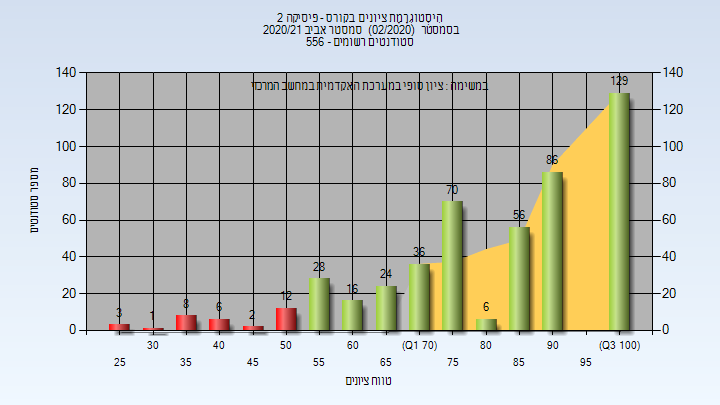 היסטוגרמת ציונים בקורס - פיסיקה 2
בסמסטר (02/2020) סמסטר אביב 2020/21
סטודנטים רשומים - 556
במשימה : ציון סופי במערכת האקדמית במחשב המרכזי
מספר סטודנטים
140 120 100 80 60 40 20 0
3 1 8 6 2 12 28 16 24 36 70 6 56 86 129
140 120 100 80 60 40 20 0
30 40 50 60 (Q1 70) 80 90 (Q3 100)
25 35 45 55 65 75 85 95
טווח ציונים